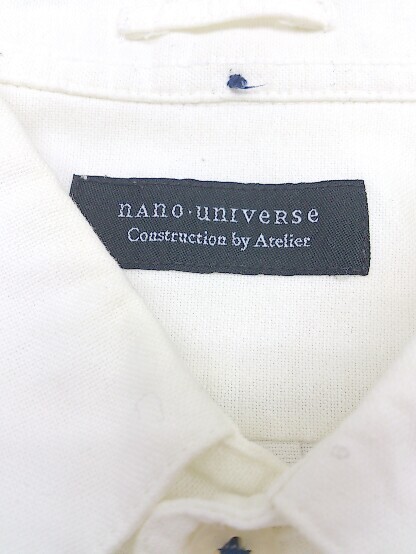 nANO·UNIVERSe
Construction by Atelier